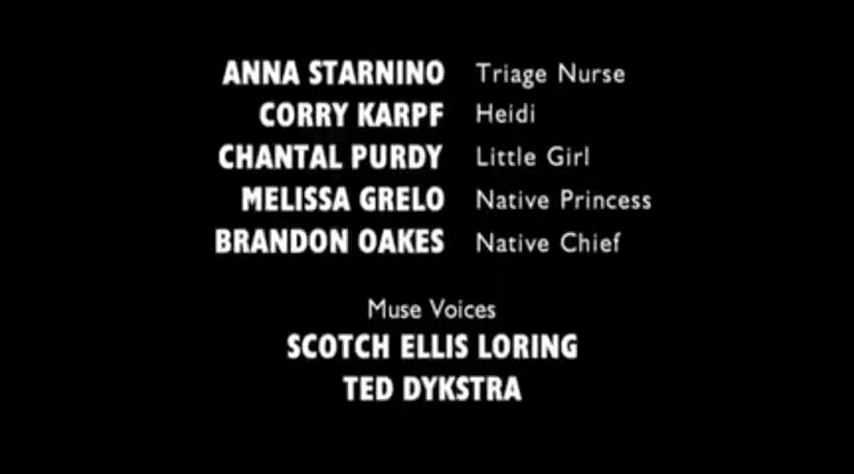 ANNA STARNINO Triage Nurse
CORRY KARPF Heidi
CHANTAL PURDY Little Girl
MELISSA GRELO Native Princess
BRANDON OAKES Native Chief
Muse Voices
SCOTCH ELLIS LORING
TED DYKSTRA